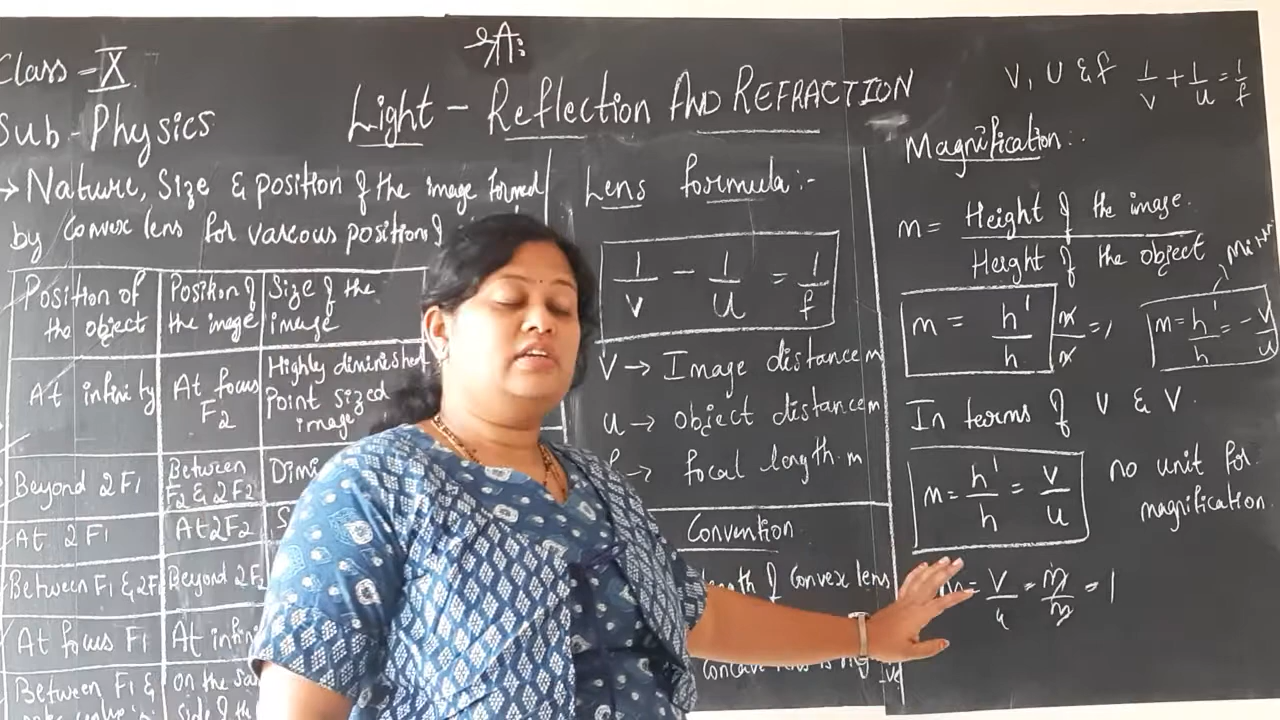 Class - X
Sub - Physics
Light - Reflection AND REFRACTION
→ Nature, Size & position of the image formed
by Convex lens for various positions
Position of the object
Position of the image
Size of the image
At infinity
At focus F2
Highly diminished Point sized image
Beyond 2F1
Between F2 & 2F2
At 2F1
At 2F2
Between F1 & 2F1
Beyond 2F2
At focus F1
Between F1 &
on the
side of
Lens formula:-
1/v - 1/u = 1/f
V → Image distance m
u → object distance m
→ focal length m
Convention
of Convex lens
Concave lens is
-ve
V, U & f 1/v + 1/u = 1/f
Magnification:-
m = Height of the image. / Height of the object
m = h'/h m/m = 1
m = h'/h = -v/u
In terms of U & V.
m = h'/h = v/u
no unit for
magnification.
m = v/u = m/m = 1